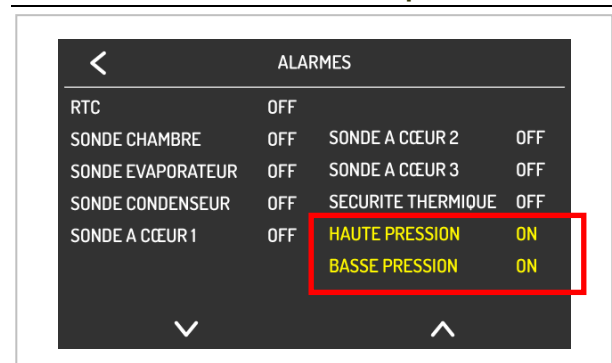 ALARMES
RTC OFF
SONDE CHAMBRE OFF SONDE A CŒUR 2 OFF
SONDE EVAPORATEUR OFF SONDE A CŒUR 3 OFF
SONDE CONDENSEUR OFF SECURITE THERMIQUE OFF
SONDE A CŒUR 1 OFF HAUTE PRESSION ON
BASSE PRESSION ON